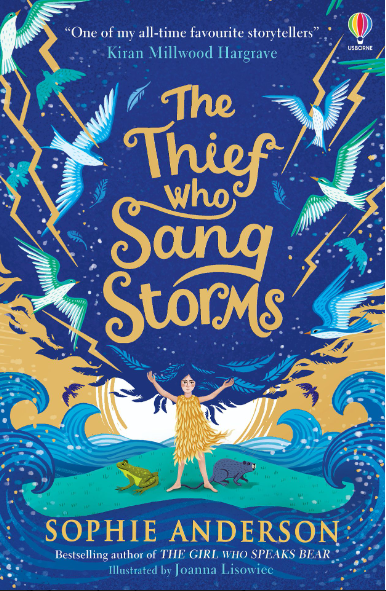 “One of my all-time favourite storytellers”
Kiran Millwood Hargrave
USBORNE
The
Thief
who
Sang
Storms
SOPHIE ANDERSON
Bestselling author of THE GIRL WHO SPEAKS BEAR
Illustrated by Joanna Lisowiec